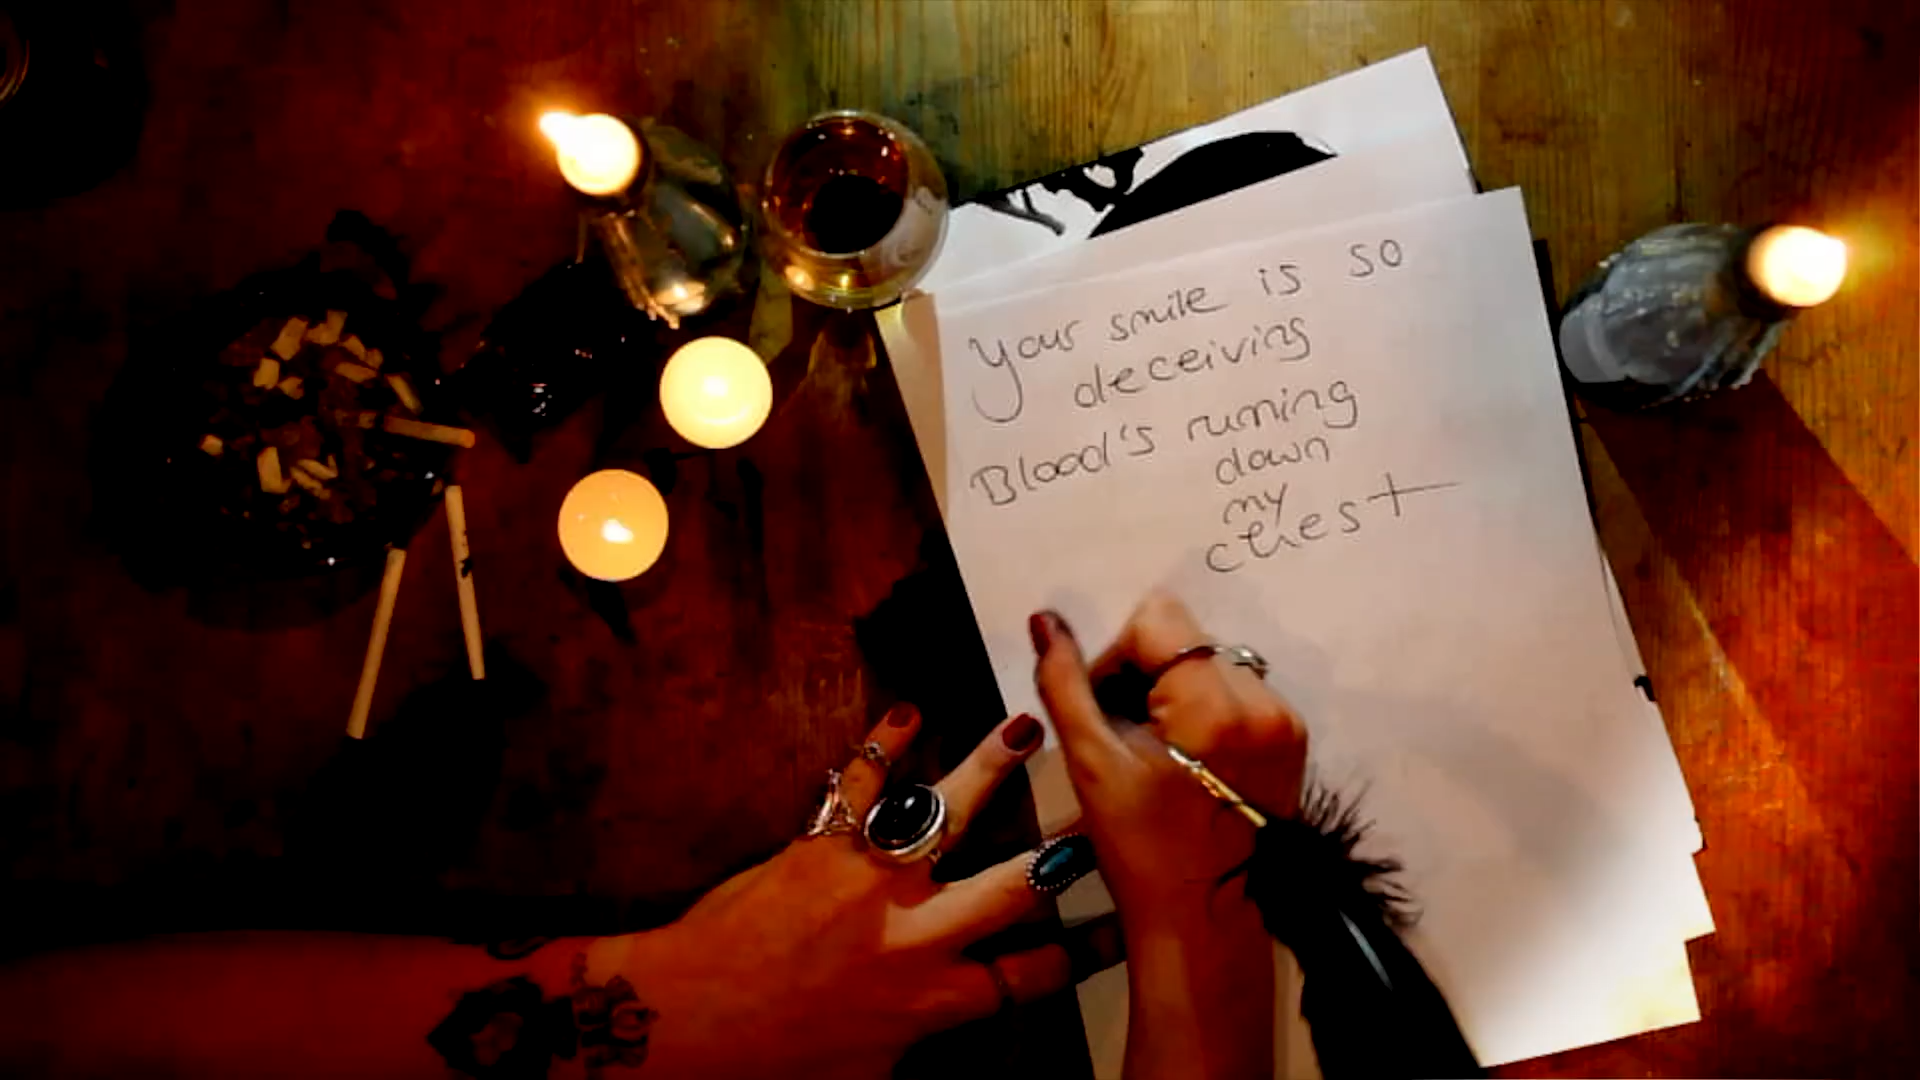 Your smile is so
deceiving
Blood's running
down
my
chest